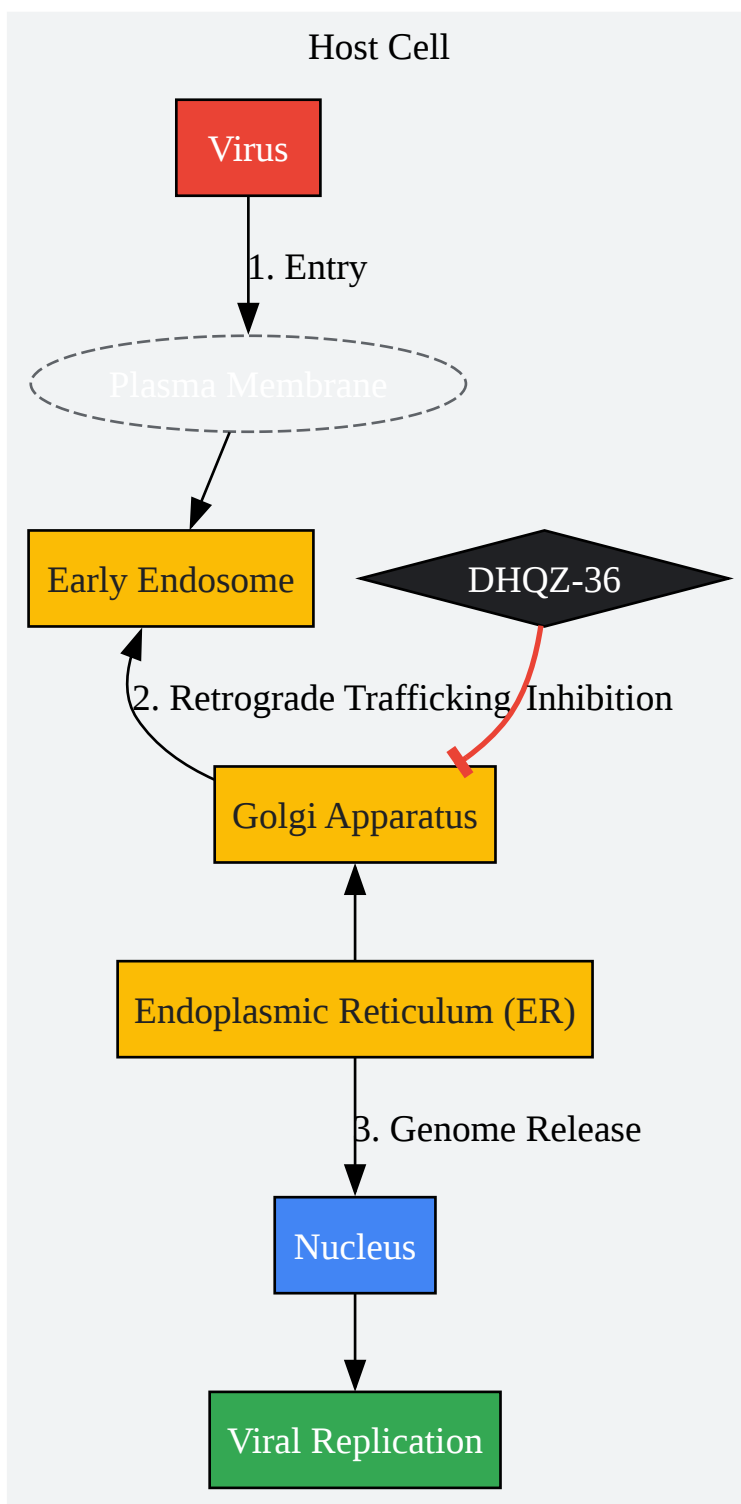 Host Cell
Virus
1. Entry
Plasma Membrane
Early Endosome
DHQZ-36
2. Retrograde Trafficking
Inhibition
Golgi Apparatus
Endoplasmic Reticulum (ER)
3. Genome Release
Nucleus
Viral Replication